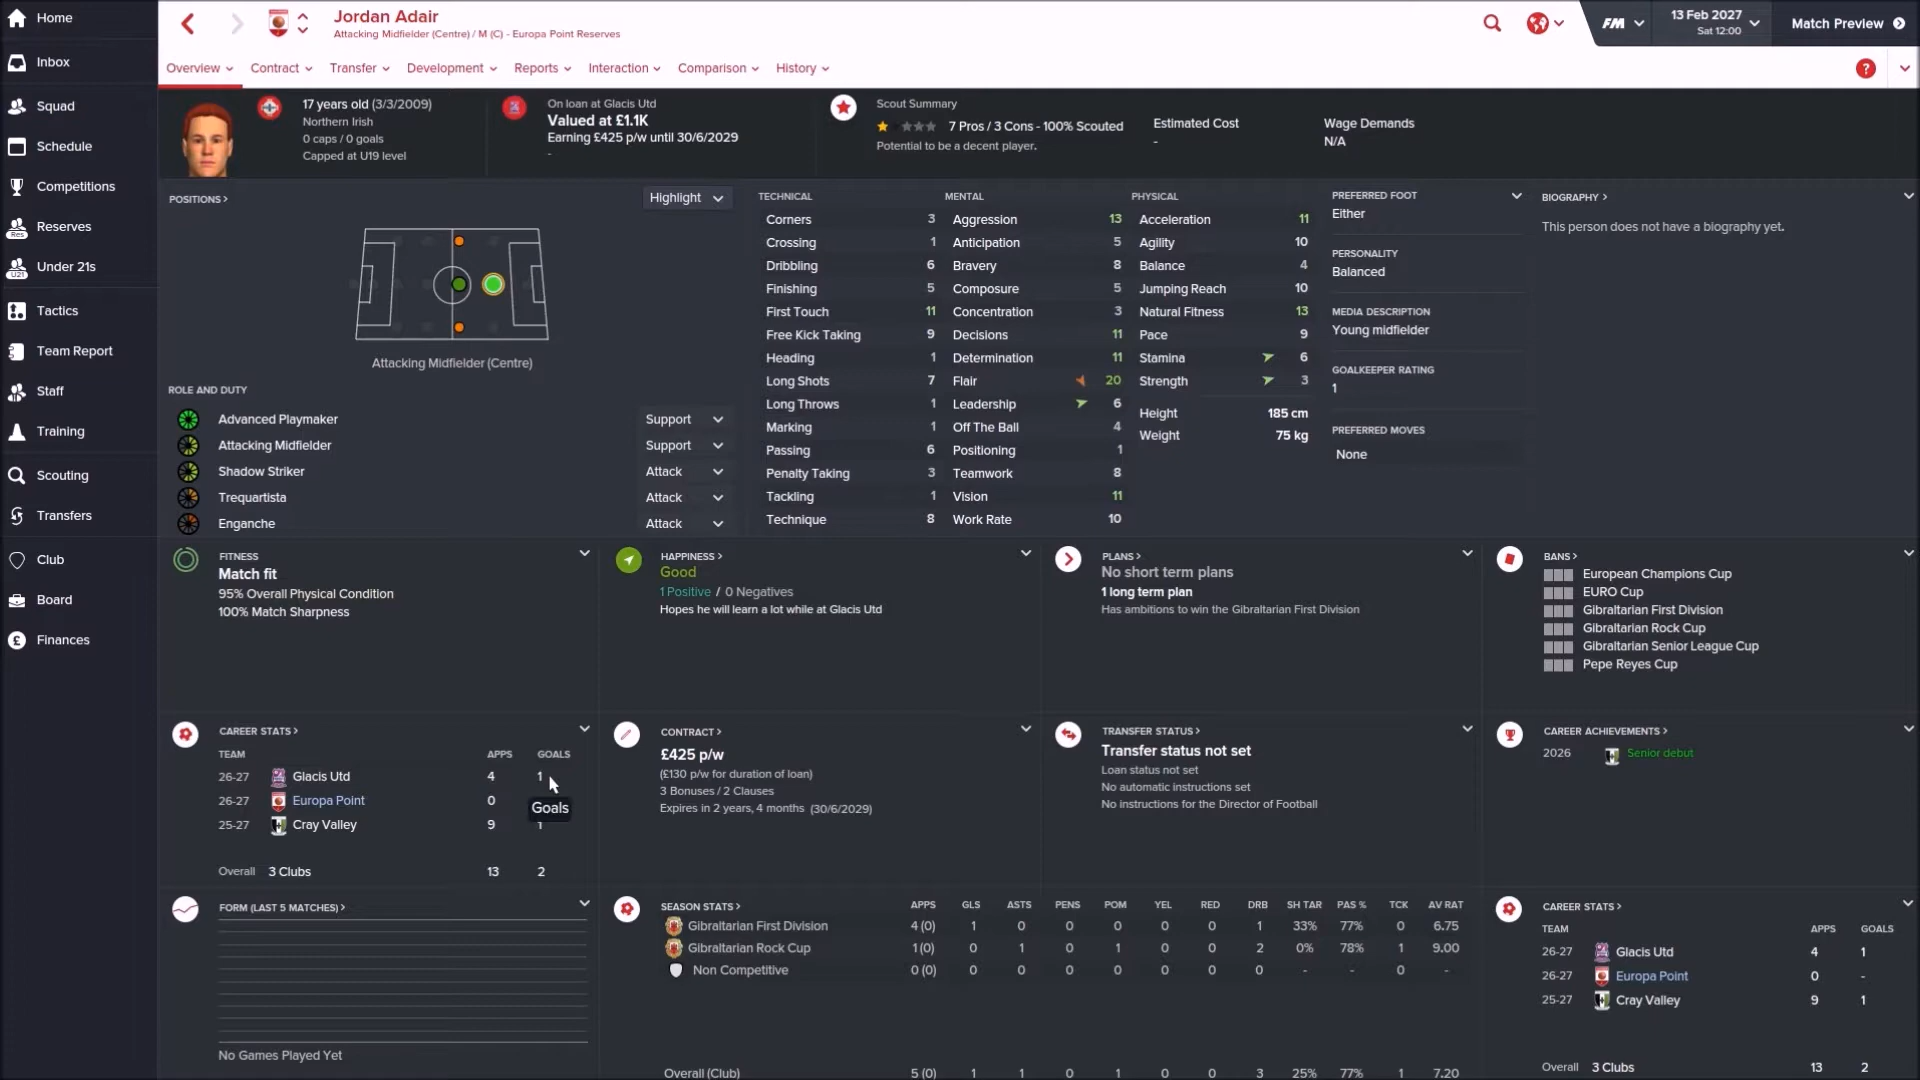 Home
Inbox
Squad
Schedule
Competitions
Reserves
Under 21s
Tactics
Team Report
Staff
Training
Scouting
Transfers
Club
Board
Finances
Jordan Adair
Attacking Midfielder (Centre) / M (C) - Europa Point Reserves
FM
13 Feb 2027
Sat 12:00
Match Preview
Overview Contract Transfer Development Reports Interaction Comparison History
?
17 years old (3/3/2009)
Northern Irish
0 caps / 0 goals
Capped at U19 level
On loan at Glacis Utd
Valued at £1.1K
Earning £425 p/w until 30/6/2029
-
Scout Summary
7 Pros / 3 Cons - 100% Scouted
Potential to be a decent player.
Estimated Cost
-
Wage Demands
N/A
POSITIONS >
Highlight
Attacking Midfielder (Centre)
ROLE AND DUTY
Advanced Playmaker Support
Attacking Midfielder Support
Shadow Striker Attack
Trequartista Attack
Enganche Attack
TECHNICAL
Corners 3
Crossing 1
Dribbling 6
Finishing 5
First Touch 11
Free Kick Taking 9
Heading 1
Long Shots 7
Long Throws 1
Marking 1
Passing 6
Penalty Taking 3
Tackling 1
Technique 8
MENTAL
Aggression 13
Anticipation 5
Bravery 8
Composure 5
Concentration 3
Decisions 11
Determination 11
Flair 20
Leadership 6
Off The Ball 4
Positioning 1
Teamwork 8
Vision 11
Work Rate 10
PHYSICAL
Acceleration 11
Agility 10
Balance 4
Jumping Reach 10
Natural Fitness 13
Pace 9
Stamina 6
Strength 3
Height 185 cm
Weight 75 kg
PREFERRED FOOT
Either
PERSONALITY
Balanced
MEDIA DESCRIPTION
Young midfielder
GOALKEEPER RATING
1
PREFERRED MOVES
None
BIOGRAPHY >
This person does not have a biography yet.
FITNESS
Match fit
95% Overall Physical Condition
100% Match Sharpness
HAPPINESS >
Good
1 Positive / 0 Negatives
Hopes he will learn a lot while at Glacis Utd
PLANS >
No short term plans
1 long term plan
Has ambitions to win the Gibraltarian First Division
BANS >
European Champions Cup
EURO Cup
Gibraltarian First Division
Gibraltarian Rock Cup
Gibraltarian Senior League Cup
Pepe Reyes Cup
CAREER STATS >
TEAM APPS GOALS
26-27 Glacis Utd 4 1
26-27 Europa Point 0
Goals
25-27 Cray Valley 9 1
Overall 3 Clubs 13 2
CONTRACT >
£425 p/w
(£130 p/w for duration of loan)
3 Bonuses / 2 Clauses
Expires in 2 years, 4 months (30/6/2029)
TRANSFER STATUS >
Transfer status not set
Loan status not set
No automatic instructions set
No instructions for the Director of Football
CAREER ACHIEVEMENTS >
2026 Senior debut
FORM (LAST 5 MATCHES) >
No Games Played Yet
SEASON STATS > APPS GLS ASTS PENS POM YEL RED DRB SH TAR PAS % TCK AV RAT
Gibraltarian First Division 4 (0) 1 0 0 0 0 0 1 33% 77% 0 6.75
Gibraltarian Rock Cup 1 (0) 0 1 0 1 0 0 2 0% 78% 1 9.00
Non Competitive 0 (0) 0 0 0 0 0 0 0 - - 0 -
Overall (Club) 5 (0) 1 1 0 1 0 0 3 25% 77% 1 7.20
CAREER STATS >
TEAM APPS GOALS
26-27 Glacis Utd 4 1
26-27 Europa Point 0 -
25-27 Cray Valley 9 1
Overall 3 Clubs 13 2